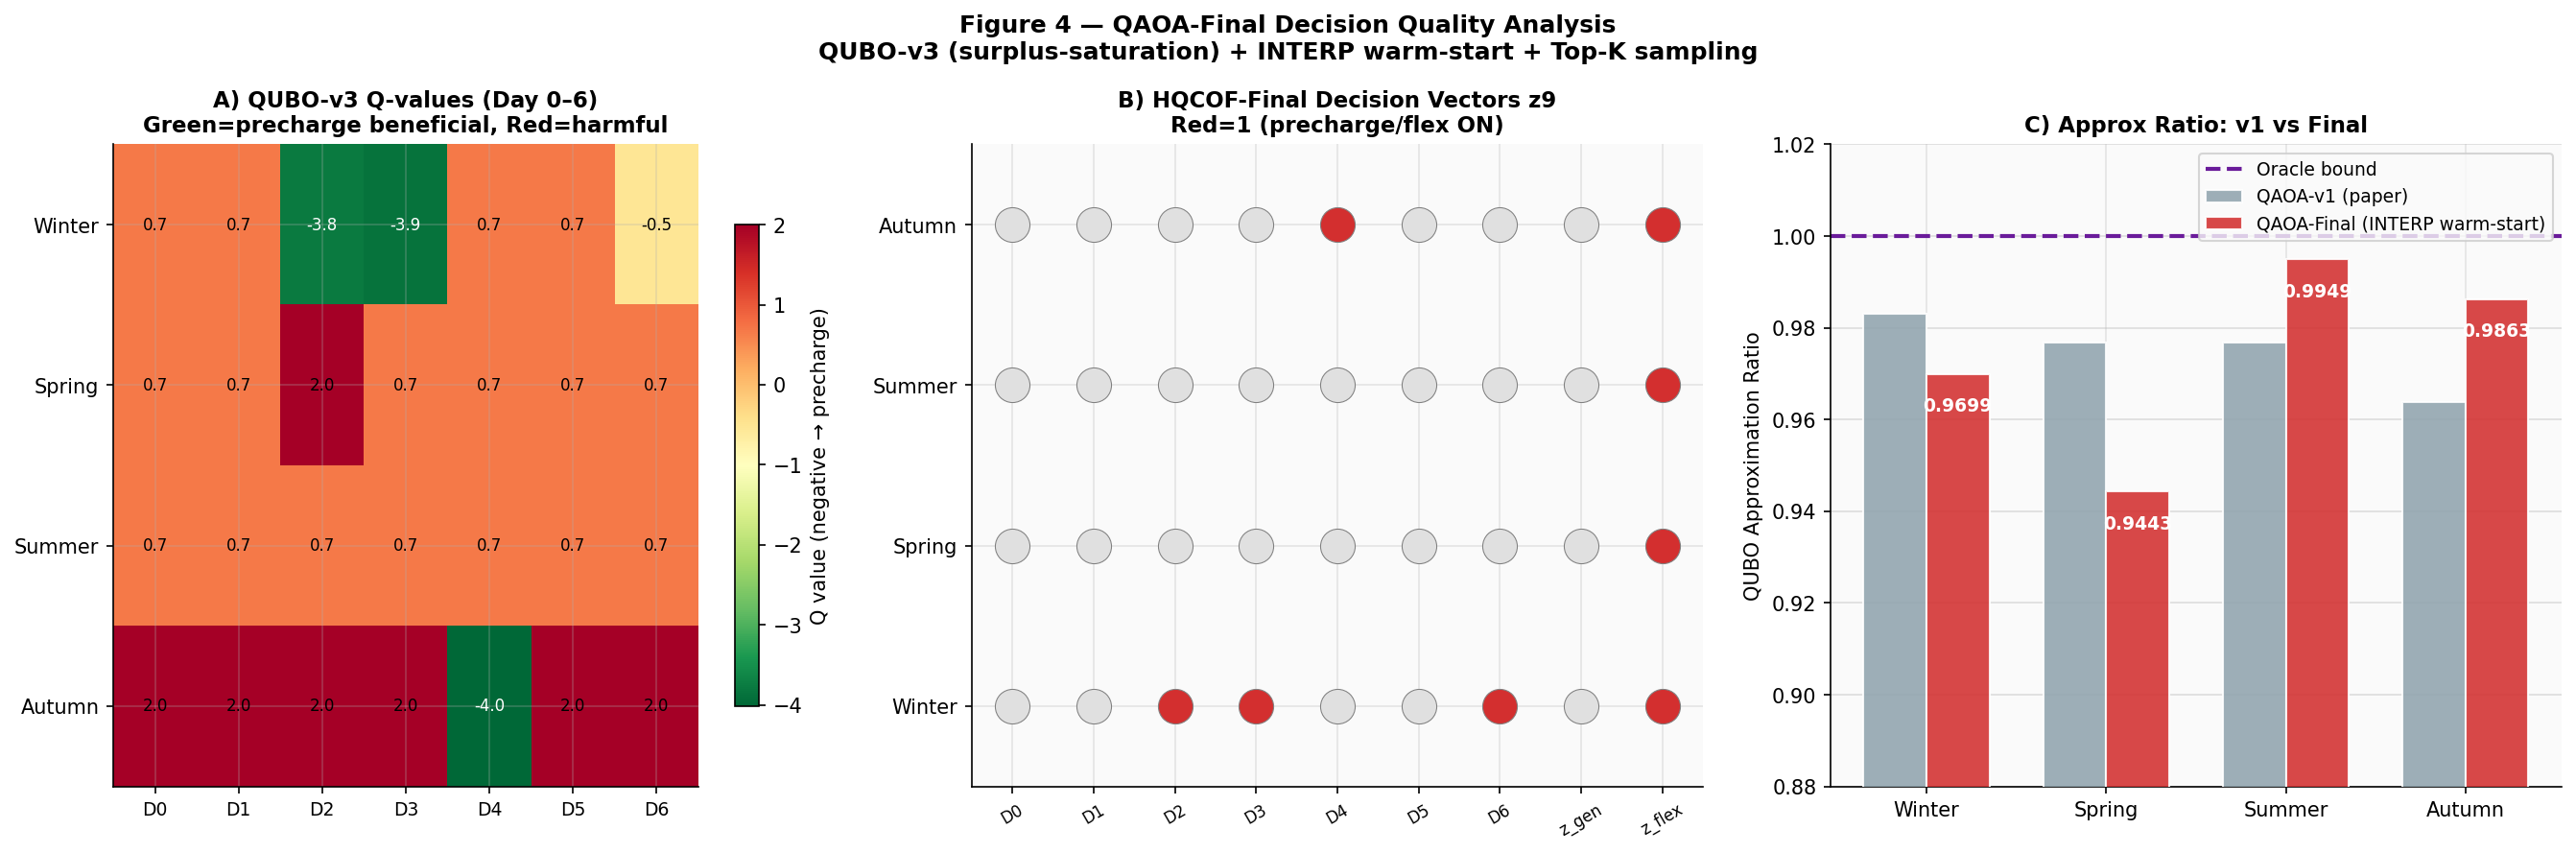 Figure 4 — QAOA-Final Decision Quality Analysis
QUBO-v3 (surplus-saturation) + INTERP warm-start + Top-K sampling
A) QUBO-v3 Q-values (Day 0–6)
Green=precharge beneficial, Red=harmful
Winter
0.7 0.7 -3.8 -3.9 0.7 0.7 -0.5
Spring
0.7 0.7 2.0 0.7 0.7 0.7 0.7
Summer
0.7 0.7 0.7 0.7 0.7 0.7 0.7
Autumn
2.0 2.0 2.0 2.0 -4.0 2.0 2.0
D0 D1 D2 D3 D4 D5 D6
2
1
0
−1
−2
−3
−4
Q value (negative → precharge)
B) HQCOF-Final Decision Vectors z9
Red=1 (precharge/flex ON)
Autumn
Summer
Spring
Winter
D0 D1 D2 D3 D4 D5 D6 z_gen z_flex
C) Approx Ratio: v1 vs Final
QUBO Approximation Ratio
1.02
1.00
0.98
0.96
0.94
0.92
0.90
0.88
Oracle bound
QAOA-v1 (paper)
QAOA-Final (INTERP warm-start)
0.9699
0.9443
0.9949
0.9863
Winter Spring Summer Autumn